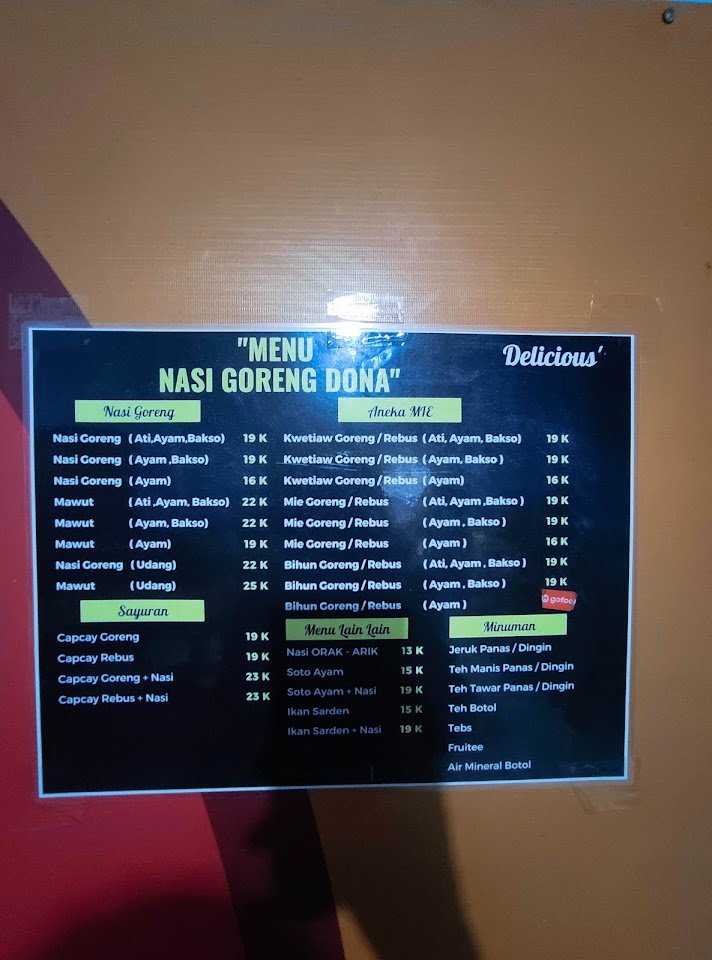 "MENU
NASI GORENG DONA"
Delicious'
Nasi Goreng
Nasi Goreng (Ati,Ayam,Bakso) 19 K
Nasi Goreng (Ayam ,Bakso) 19 K
Nasi Goreng (Ayam) 16 K
Mawut (Ati ,Ayam, Bakso) 22 K
Mawut (Ayam, Bakso) 22 K
Mawut (Ayam) 19 K
Nasi Goreng (Udang) 22 K
Mawut (Udang) 25 K
Aneka MIE
Kwetiaw Goreng / Rebus (Ati, Ayam, Bakso) 19 K
Kwetiaw Goreng / Rebus (Ayam, Bakso ) 19 K
Kwetiaw Goreng / Rebus (Ayam) 16 K
Mie Goreng / Rebus (Ati, Ayam ,Bakso ) 19 K
Mie Goreng / Rebus (Ayam , Bakso ) 19 K
Mie Goreng / Rebus (Ayam ) 16 K
Bihun Goreng / Rebus (Ati, Ayam , Bakso ) 19 K
Bihun Goreng / Rebus (Ayam , Bakso ) 19 K
Bihun Goreng / Rebus (Ayam )
Sayuran
Capcay Goreng 19 K
Capcay Rebus 19 K
Capcay Goreng + Nasi 23 K
Capcay Rebus + Nasi 23 K
Menu Lain Lain
Nasi ORAK - ARIK 13 K
Soto Ayam 15 K
Soto Ayam + Nasi 19 K
Ikan Sarden 15 K
Ikan Sarden + Nasi 19 K
Minuman
Jeruk Panas / Dingin
Teh Manis Panas / Dingin
Teh Tawar Panas / Dingin
Teh Botol
Tebs
Fruitee
Air Mineral Botol